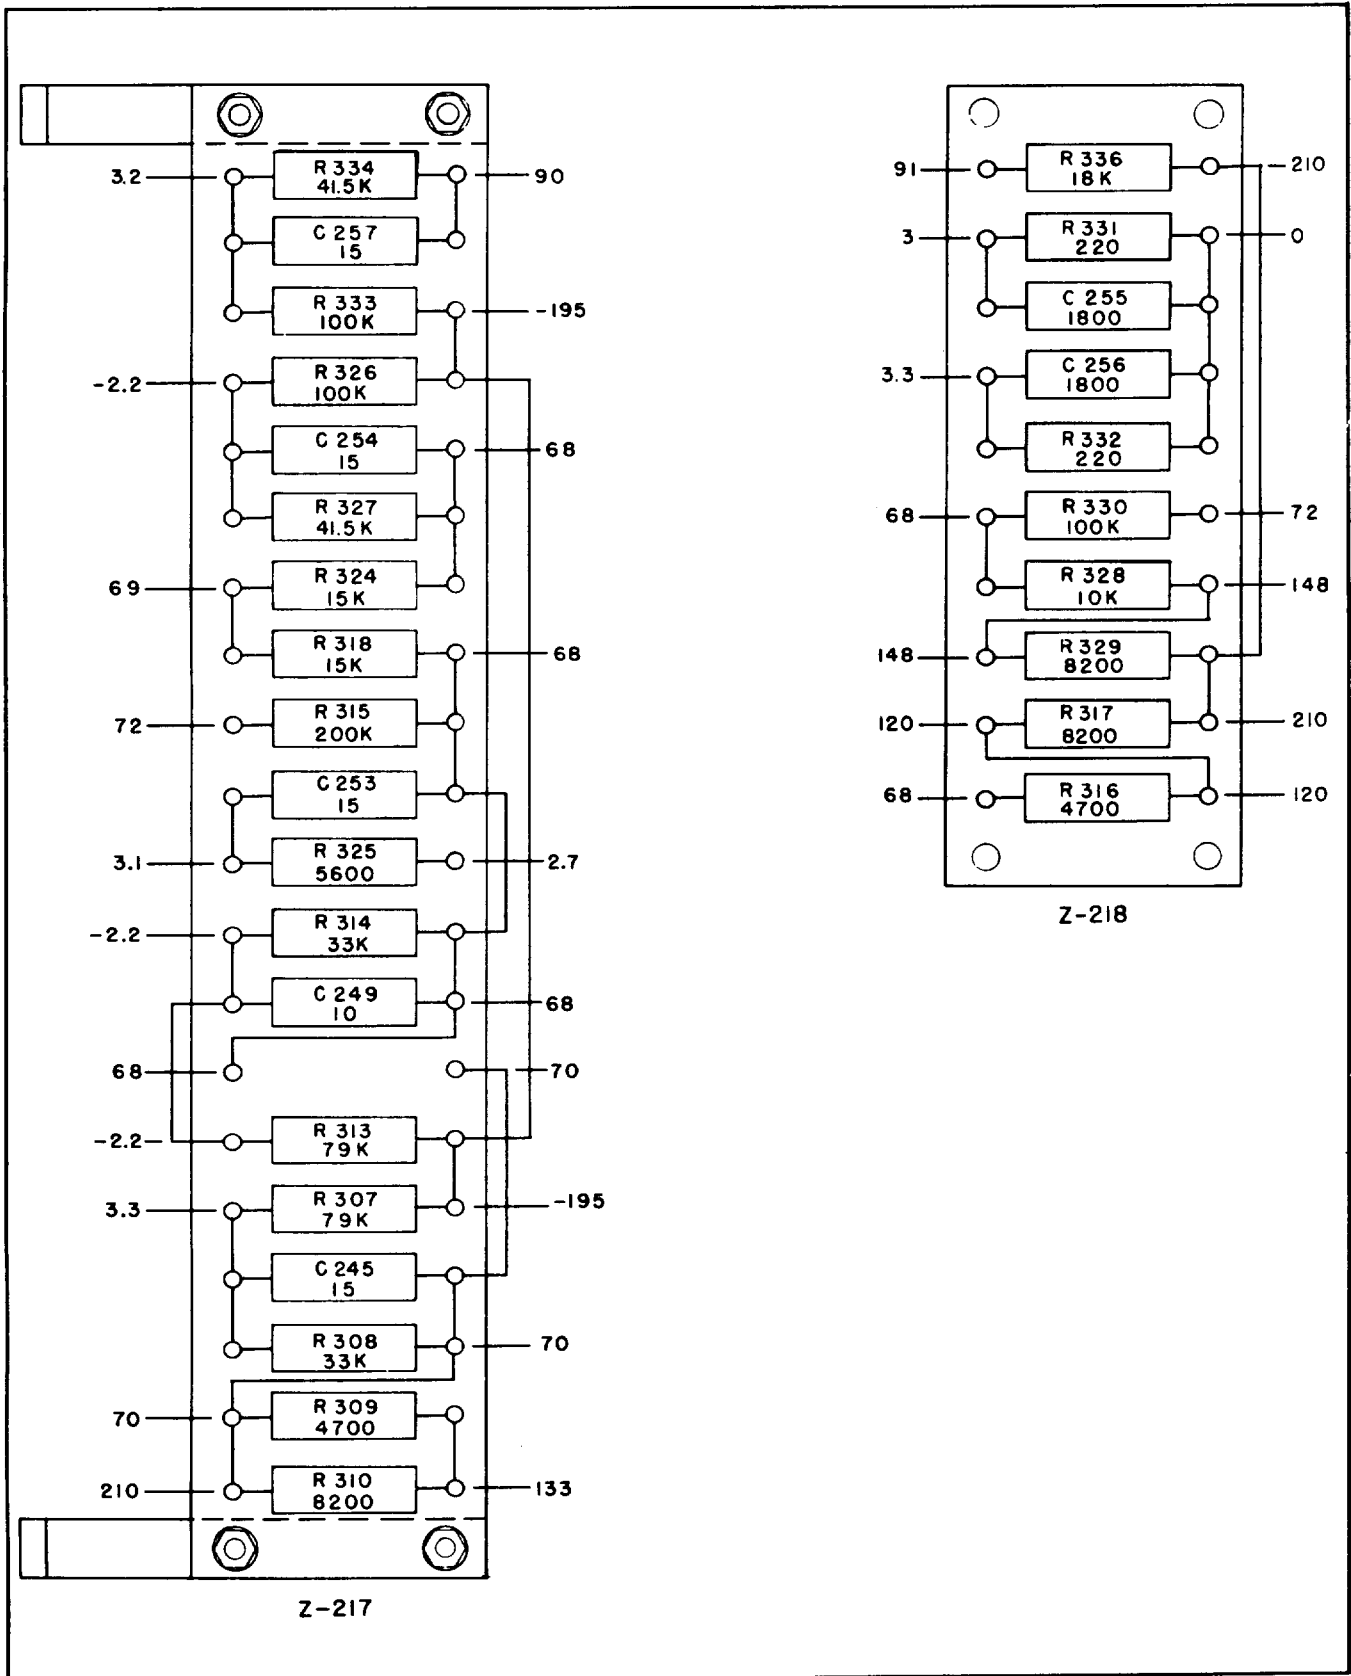 3.2
R 334
41.5K
90
C 257
15
R 333
100K
-195
-2.2
R 326
100K
C 254
15
68
R 327
41.5K
69
R 324
15K
R 318
15K
68
72
R 315
200K
C 253
15
3.1
R 325
5600
2.7
-2.2
R 314
33K
C 249
10
68
68
70
-2.2
R 313
79K
3.3
R 307
79K
-195
C 245
15
R 308
33K
70
70
R 309
4700
210
R 310
8200
133
Z-217
91
R 336
18K
210
3
R 331
220
0
C 255
1800
3.3
C 256
1800
R 332
220
68
R 330
100K
72
R 328
10K
148
148
R 329
8200
120
R 317
8200
210
68
R 316
4700
120
Z-218